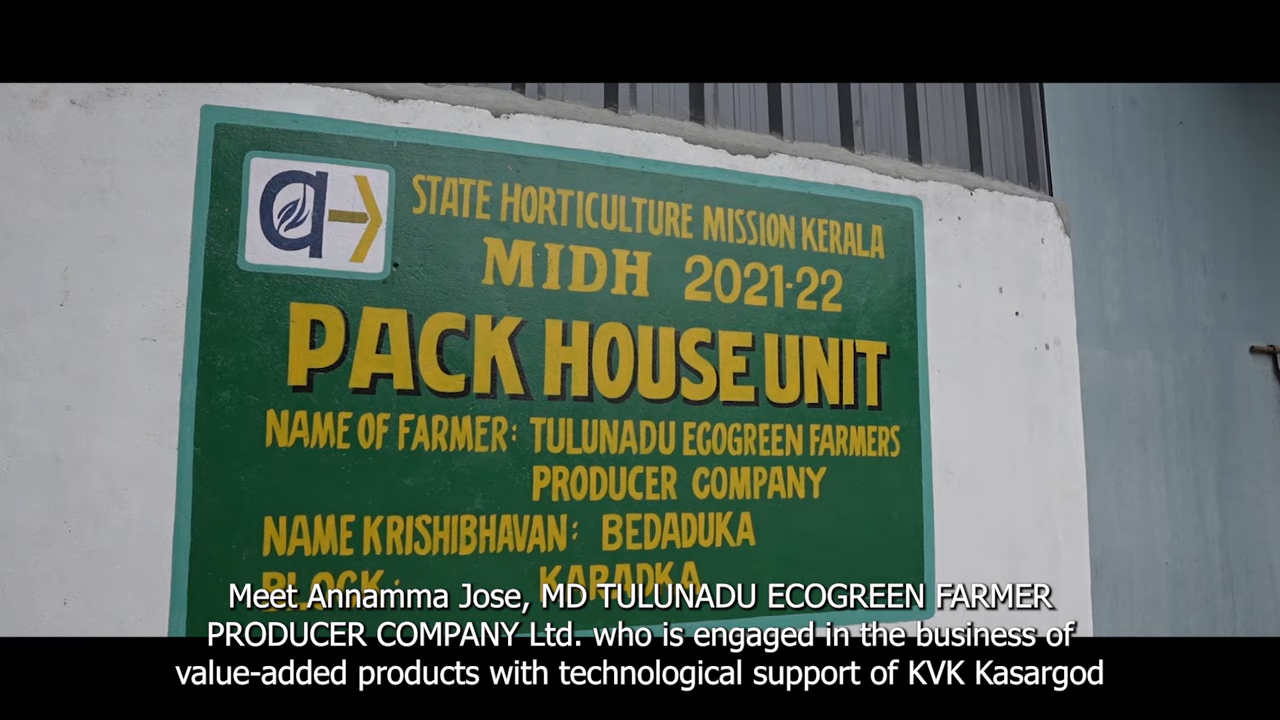 STATE HORTICULTURE MISSION KERALA
MIDH 2021-22
PACK HOUSE UNIT
NAME OF FARMER: TULUNADU ECOGREEN FARMERS
PRODUCER COMPANY
NAME KRISHIBHAVAN: BEDADUKA
BLOCK: KARADKA
Meet Annamma Jose, MD TULUNADU ECOGREEN FARMER
PRODUCER COMPANY Ltd. who is engaged in the business of
value-added products with technological support of KVK Kasargod